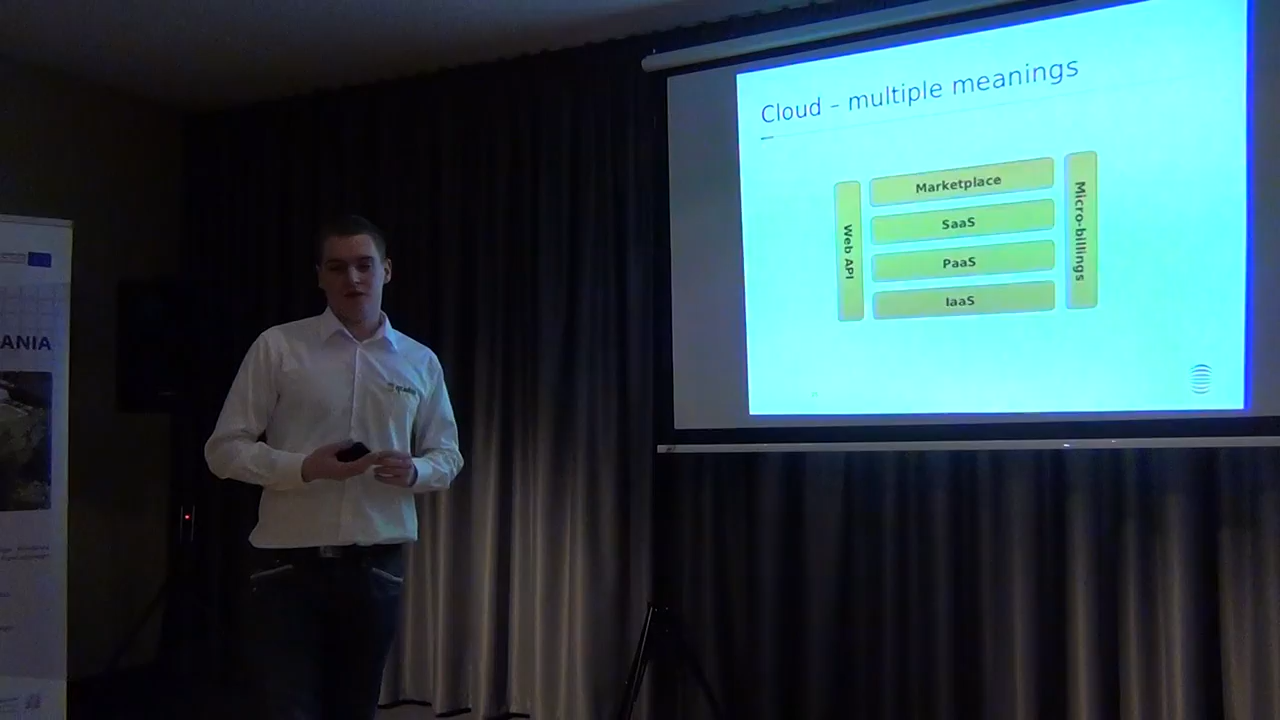 Cloud – multiple meanings
Web API
Marketplace
SaaS
PaaS
IaaS
Micro-billings
ANIA